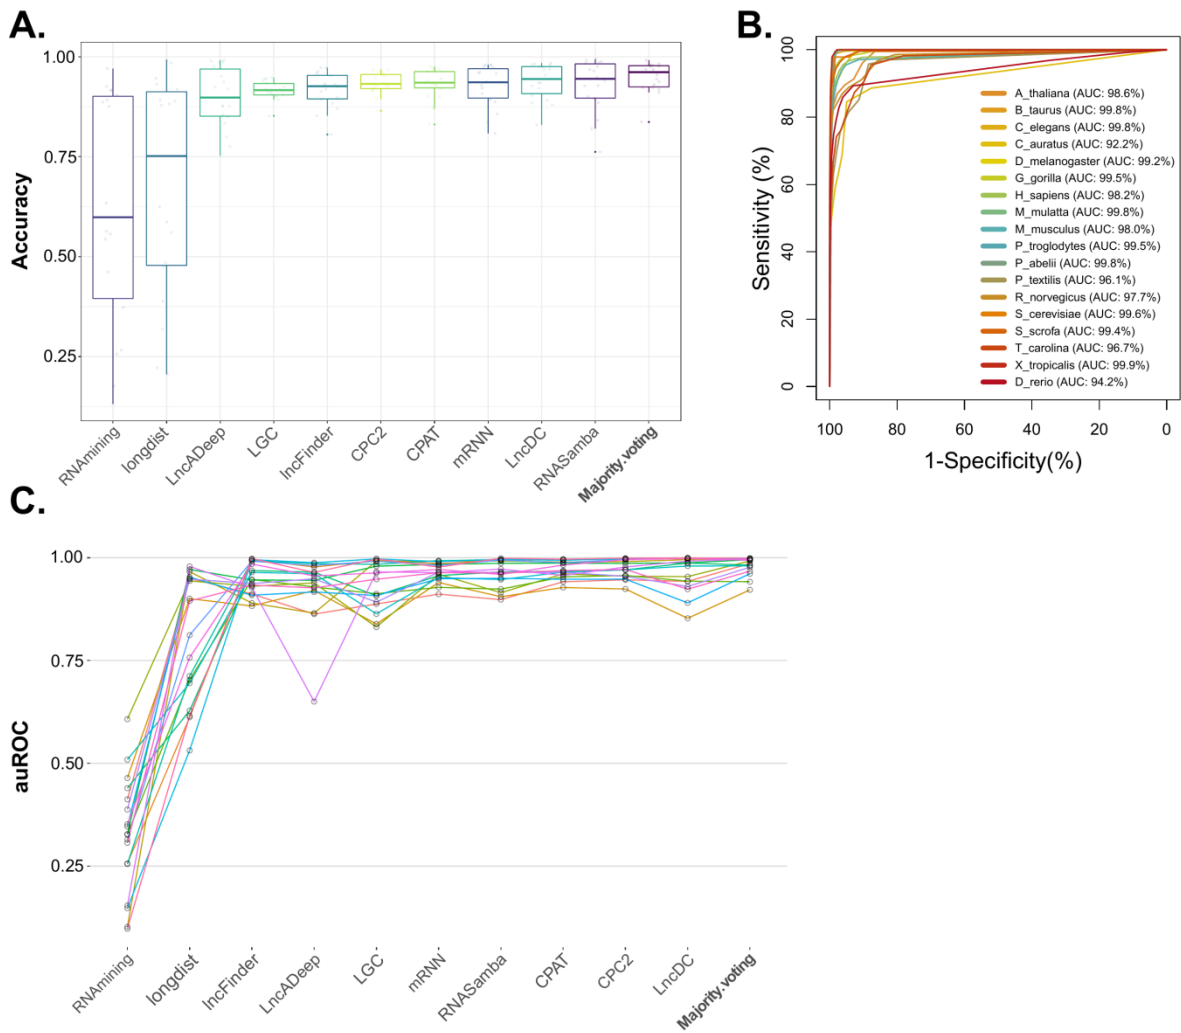 A.
1.00
0.75
0.50
0.25
Accuracy
RNAmining
longdist
LncADeep
LGC
lncFinder
CPC2
CPAT
mRNN
LncDC
RNASamba
Majority.voting
B.
100
80
60
40
20
0
Sensitivity (%)
A_thaliana (AUC: 98.6%)
B_taurus (AUC: 99.8%)
C_elegans (AUC: 99.8%)
C_auratus (AUC: 92.2%)
D_melanogaster (AUC: 99.2%)
G_gorilla (AUC: 99.5%)
H_sapiens (AUC: 98.2%)
M_mulatta (AUC: 99.8%)
M_musculus (AUC: 98.0%)
P_troglodytes (AUC: 99.5%)
P_abelii (AUC: 99.8%)
P_textilis (AUC: 96.1%)
R_norvegicus (AUC: 97.7%)
S_cerevisiae (AUC: 99.6%)
S_scrofa (AUC: 99.4%)
T_carolina (AUC: 96.7%)
X_tropicalis (AUC: 99.9%)
D_rerio (AUC: 94.2%)
100 80 60 40 20 0
1-Specificity(%)
C.
1.00
0.75
0.50
0.25
auROC
RNAmining
longdist
lncFinder
LncADeep
LGC
mRNN
RNASamba
CPAT
CPC2
LncDC
Majority.voting